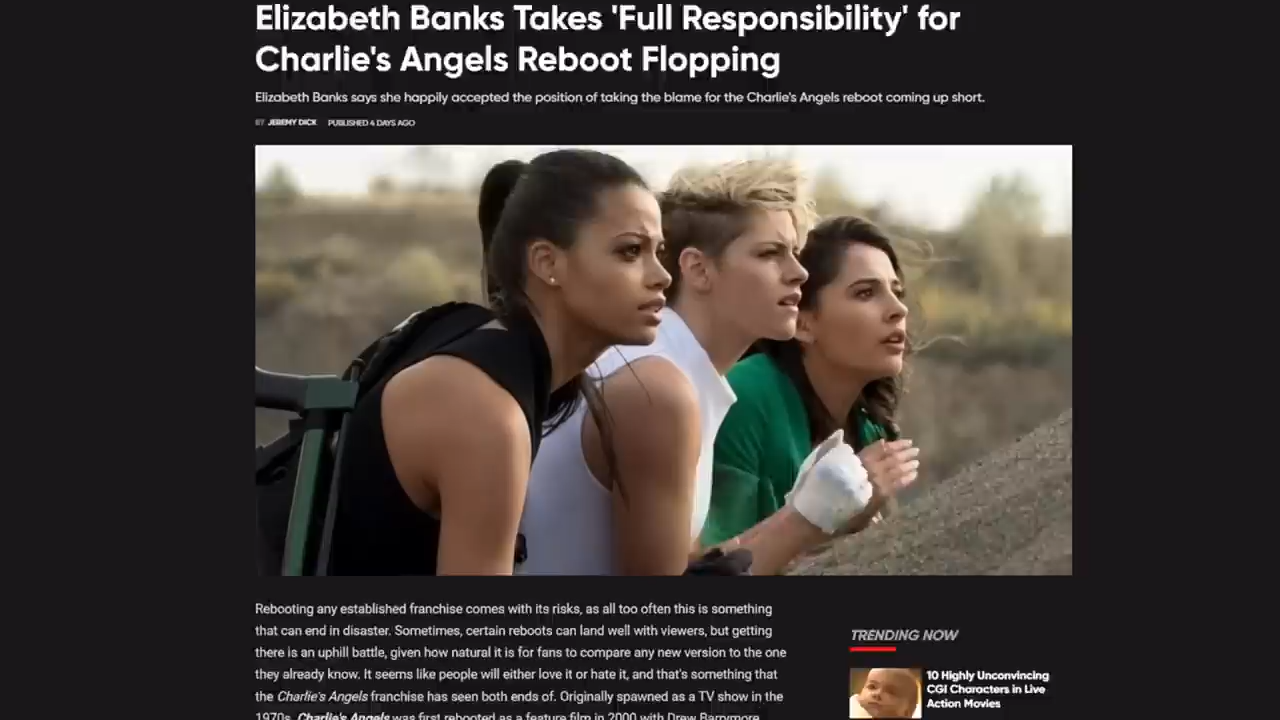 Elizabeth Banks Takes 'Full Responsibility' for
Charlie's Angels Reboot Flopping
Elizabeth Banks says she happily accepted the position of taking the blame for the Charlie's Angels reboot coming up short.
BY JEREMY DICK PUBLISHED 4 DAYS AGO
Rebooting any established franchise comes with its risks, as all too often this is something
that can end in disaster. Sometimes, certain reboots can land well with viewers, but getting
there is an uphill battle, given how natural it is for fans to compare any new version to the one
they already know. It seems like people will either love it or hate it, and that's something that
the Charlie's Angels franchise has seen both ends of. Originally spawned as a TV show in the
1970s, Charlie's Angels was first rebooted as a feature film in 2000 with Drew Barrymore
TRENDING NOW
10 Highly Unconvincing
CGI Characters in Live
Action Movies